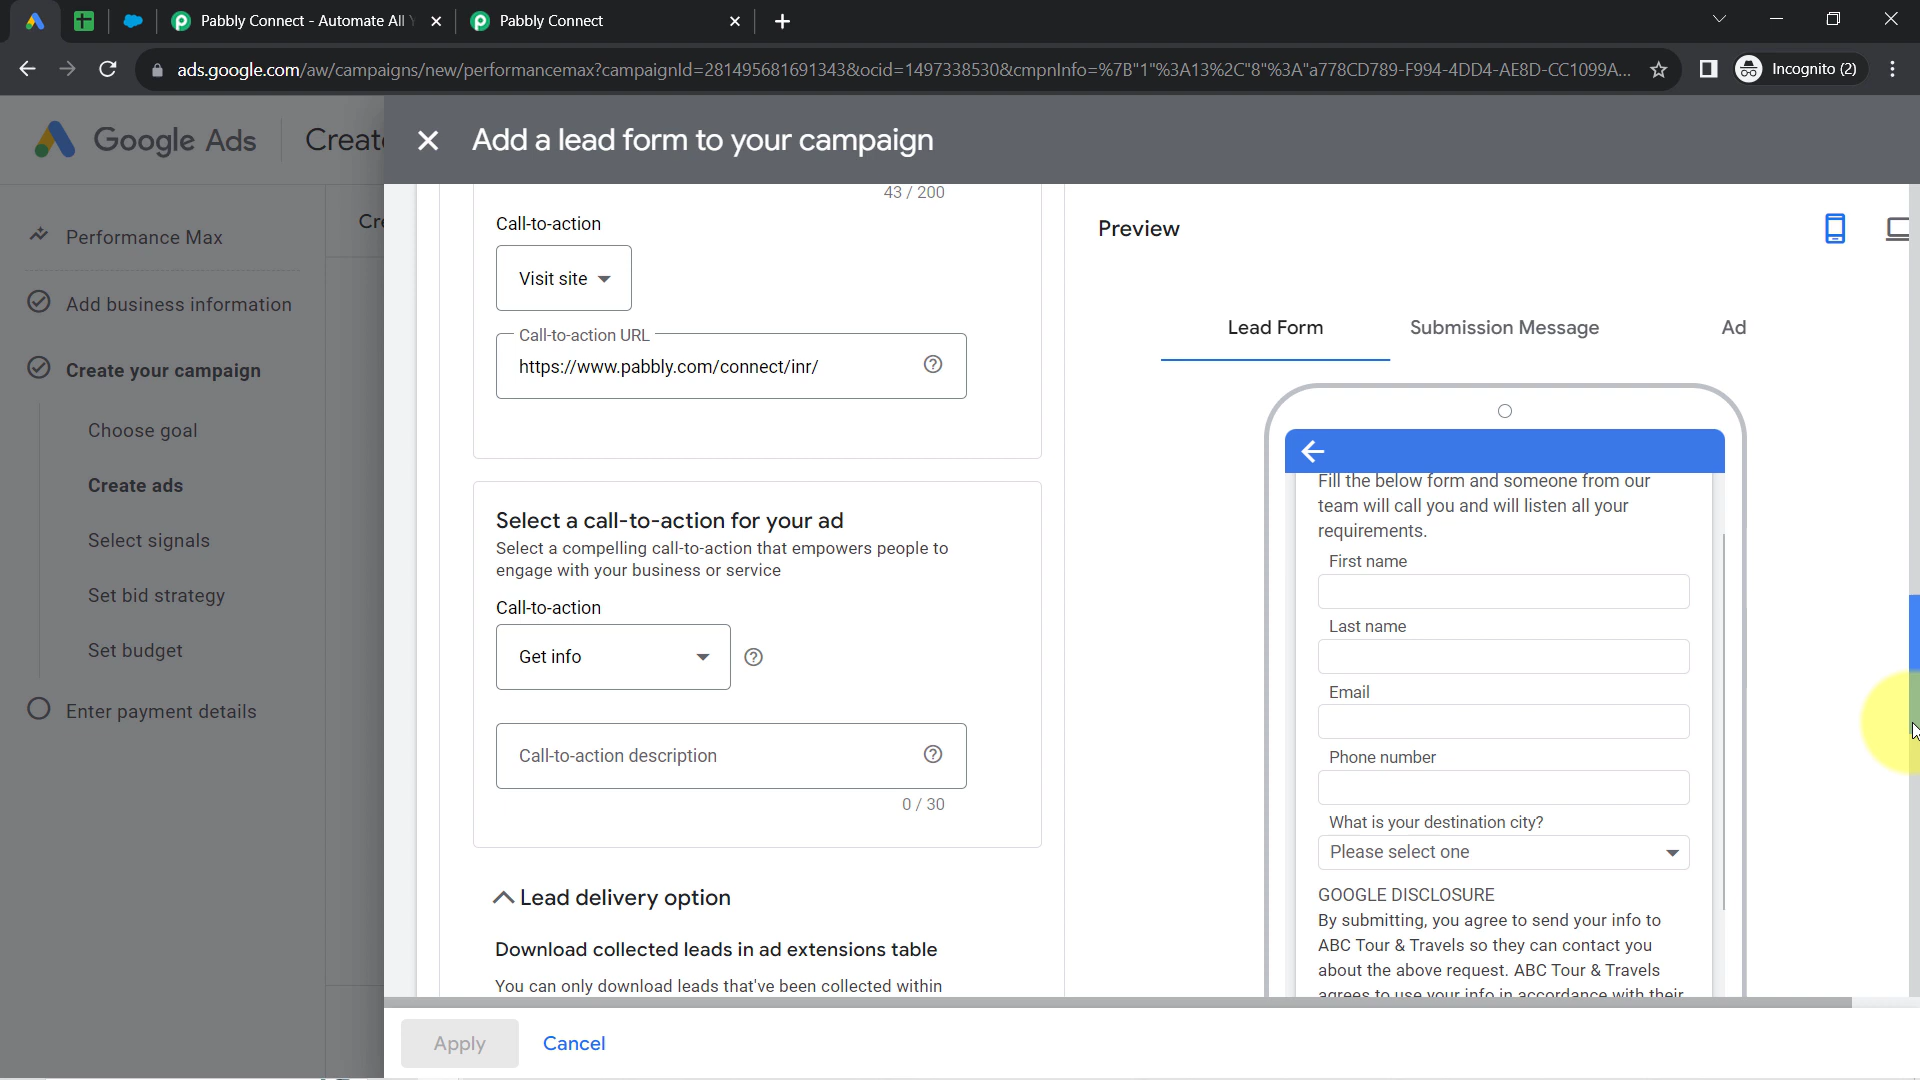 Pabbly Connect - Automate All
Pabbly Connect
ads.google.com/aw/campaigns/new/performancemax?campaignId=281495681691343&ocid=1497338530&cmpnInfo=%7B"1"%3A13%2C"8"%3A"a778CD789-F994-4DD4-AE8D-CC1099A...
Incognito (2)
Google Ads
Create
Add a lead form to your campaign
Performance Max
Add business information
Create your campaign
Choose goal
Create ads
Select signals
Set bid strategy
Set budget
Enter payment details
Cre
43 / 200
Call-to-action
Visit site
Call-to-action URL
https://www.pabbly.com/connect/inr/
Select a call-to-action for your ad
Select a compelling call-to-action that empowers people to
engage with your business or service
Call-to-action
Get info
Call-to-action description
0 / 30
Lead delivery option
Download collected leads in ad extensions table
You can only download leads that've been collected within
Preview
Lead Form
Submission Message
Ad
Fill the below form and someone from our
team will call you and will listen all your
requirements.
First name
Last name
Email
Phone number
What is your destination city?
Please select one
GOOGLE DISCLOSURE
By submitting, you agree to send your info to
ABC Tour & Travels so they can contact you
about the above request. ABC Tour & Travels
agrees to use your info in accordance with their
Apply
Cancel